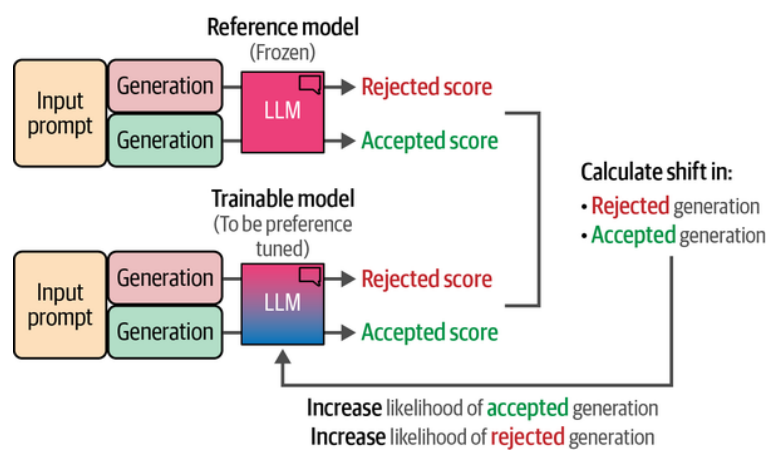 Reference model
(Frozen)
Input
prompt
Generation
Generation
LLM
Rejected score
Accepted score
Trainable model
(To be preference
tuned)
Input
prompt
Generation
Generation
LLM
Rejected score
Accepted score
Calculate shift in:
• Rejected generation
• Accepted generation
Increase likelihood of accepted generation
Increase likelihood of rejected generation